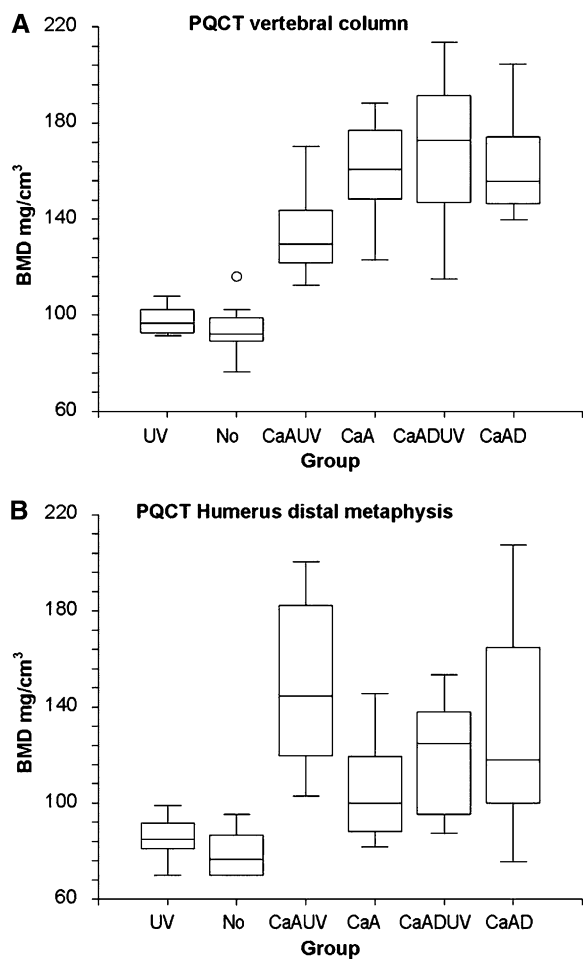 A
PQCT vertebral column
220
180
140
100
60
BMD mg/cm³
UV No CaAUV CaA CaADUV CaAD
Group
B
PQCT Humerus distal metaphysis
220
180
140
100
60
BMD mg/cm³
UV No CaAUV CaA CaADUV CaAD
Group